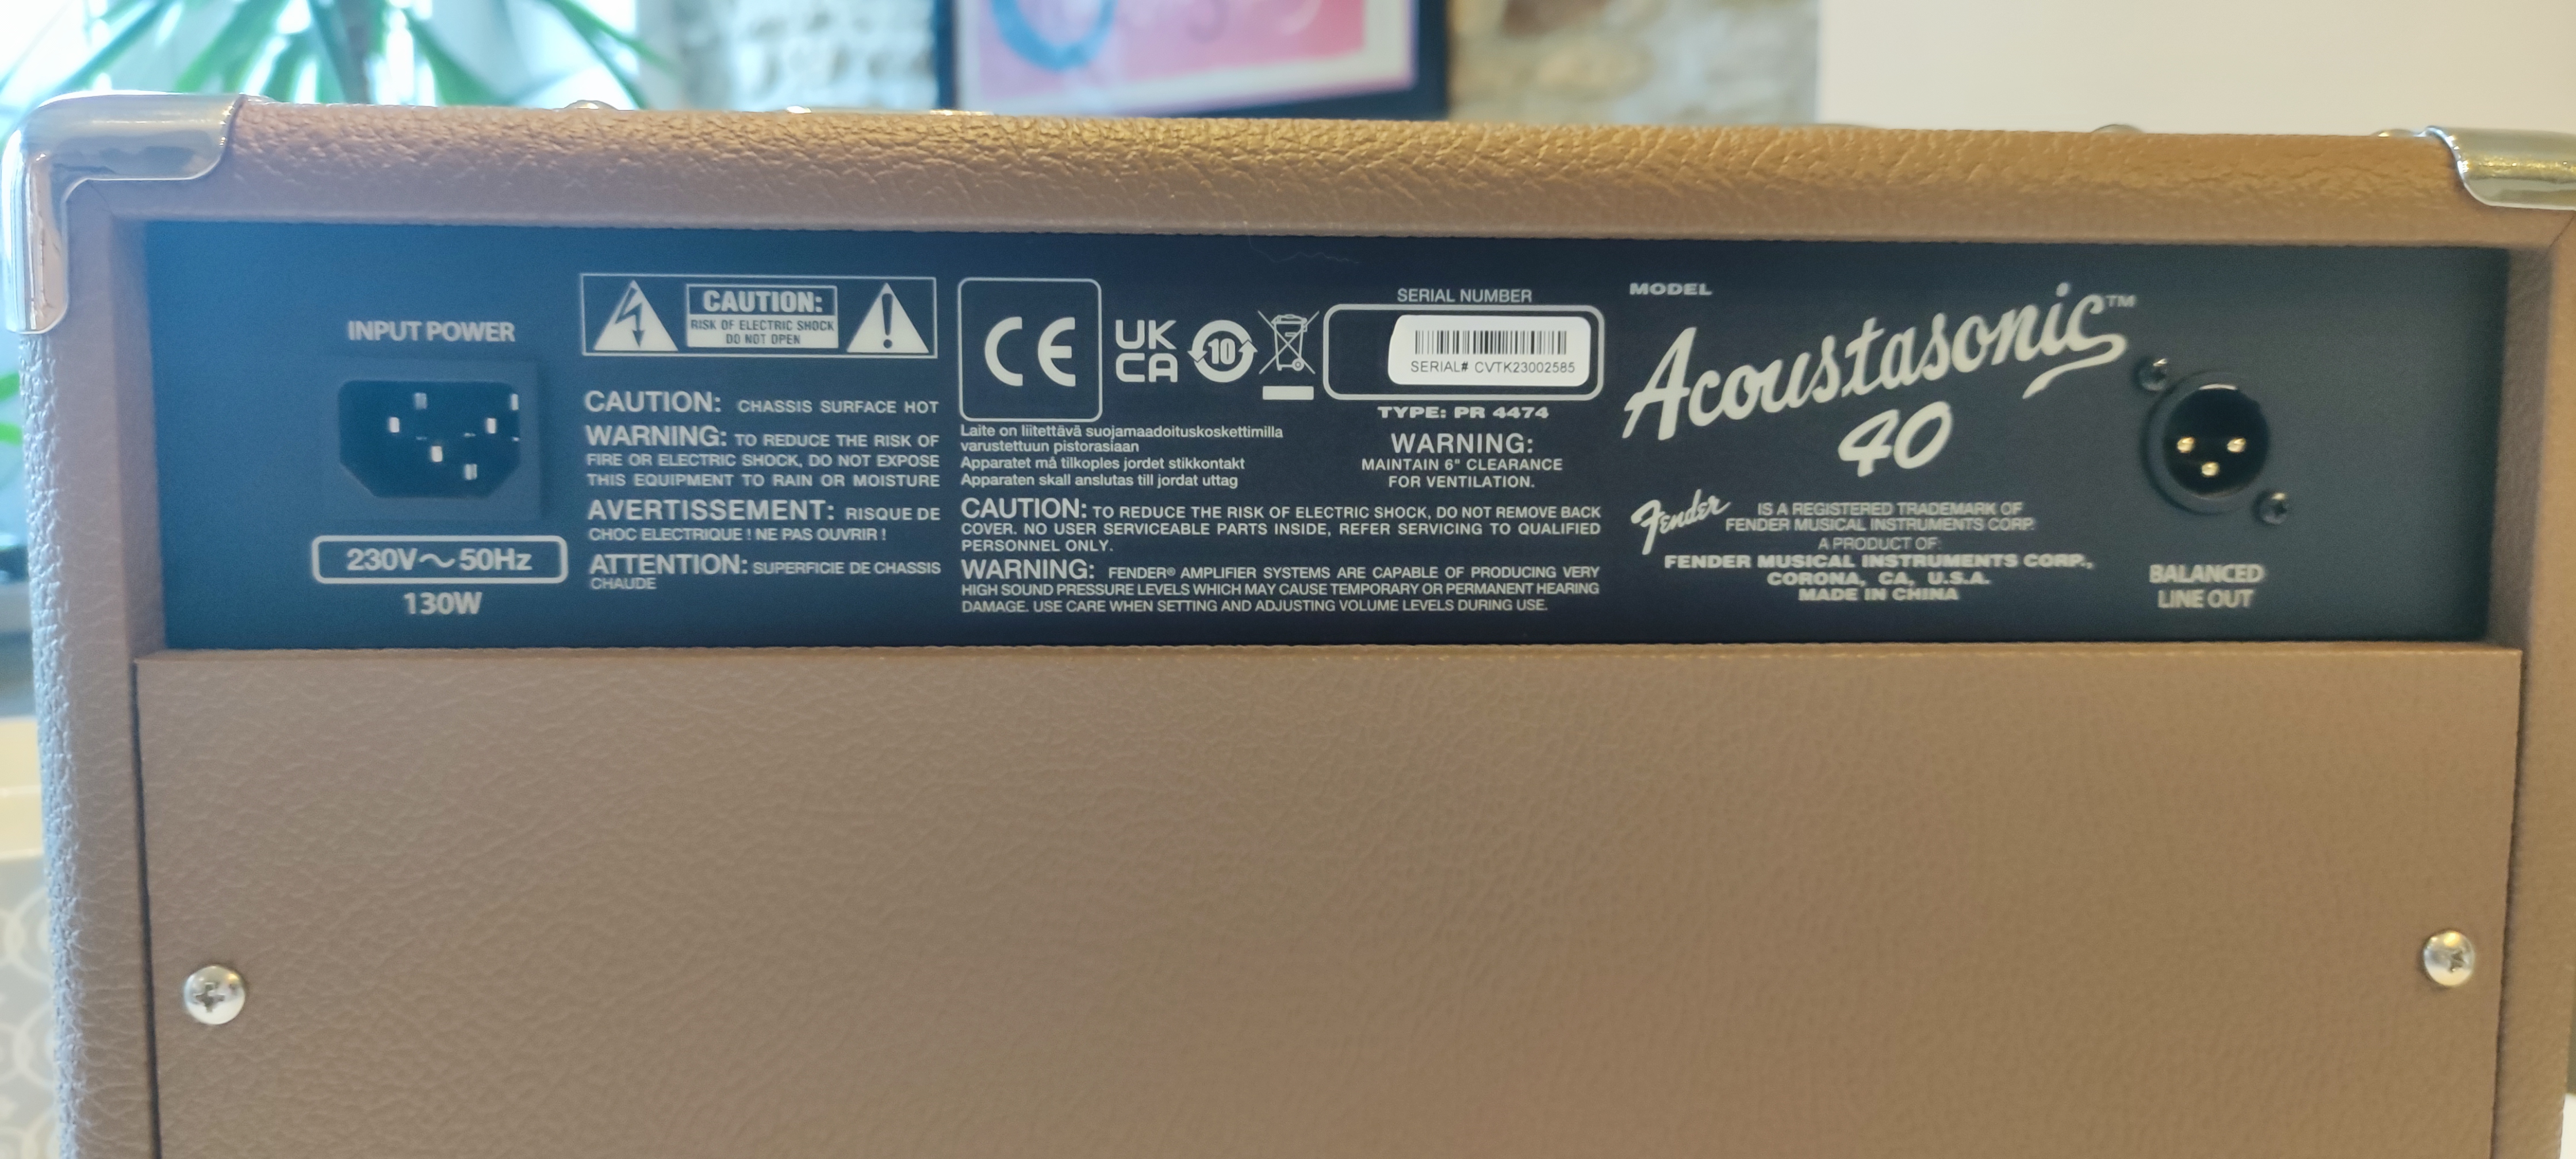 INPUT POWER
230V～50Hz
130W
CAUTION:
RISK OF ELECTRIC SHOCK
DO NOT OPEN
CAUTION: CHASSIS SURFACE HOT
WARNING: TO REDUCE THE RISK OF
FIRE OR ELECTRIC SHOCK, DO NOT EXPOSE
THIS EQUIPMENT TO RAIN OR MOISTURE
AVERTISSEMENT: RISQUE DE
CHOC ELECTRIQUE ! NE PAS OUVRIR !
ATTENTION: SUPERFICIE DE CHASSIS
CHAUDE
CE
UK
CA
10
Laite on liitettävä suojamaadoituskoskettimilla
varustettuun pistorasiaan
Apparatet må tilkoples jordet stikkontakt
Apparaten skall anslutas till jordat uttag
SERIAL NUMBER
SERIAL# CVTK23002585
TYPE: PR 4474
WARNING:
MAINTAIN 6" CLEARANCE
FOR VENTILATION.
CAUTION: TO REDUCE THE RISK OF ELECTRIC SHOCK, DO NOT REMOVE BACK
COVER. NO USER SERVICEABLE PARTS INSIDE, REFER SERVICING TO QUALIFIED
PERSONNEL ONLY.
WARNING: FENDER® AMPLIFIER SYSTEMS ARE CAPABLE OF PRODUCING VERY
HIGH SOUND PRESSURE LEVELS WHICH MAY CAUSE TEMPORARY OR PERMANENT HEARING
DAMAGE. USE CARE WHEN SETTING AND ADJUSTING VOLUME LEVELS DURING USE.
MODEL
Acoustasonic™
40
Fender IS A REGISTERED TRADEMARK OF
FENDER MUSICAL INSTRUMENTS CORP.
A PRODUCT OF:
FENDER MUSICAL INSTRUMENTS CORP.,
CORONA, CA, U.S.A.
MADE IN CHINA
BALANCED
LINE OUT